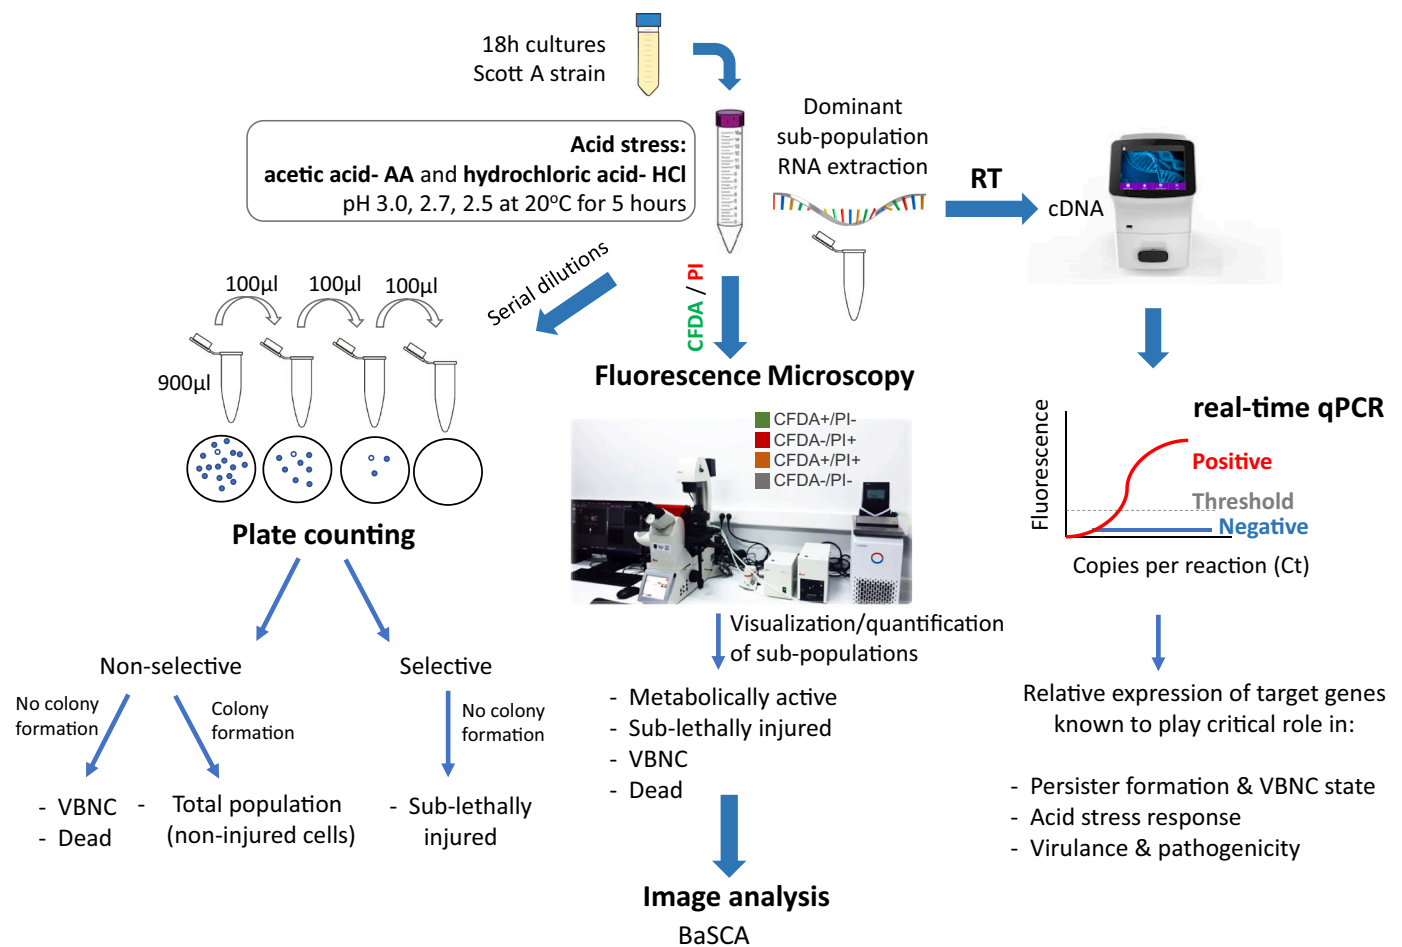 18h cultures
Scott A strain
Acid stress:
acetic acid- AA and hydrochloric acid- HCl
pH 3.0, 2.7, 2.5 at 20°C for 5 hours
Dominant
sub-population
RNA extraction
RT
cDNA
Serial dilutions
100µl
100µl
100µl
900µl
CFDA / PI
Plate counting
Non-selective
Selective
No colony
formation
Colony
formation
No colony
formation
- VBNC
- Dead
- Total population
(non-injured cells)
- Sub-lethally
injured
Fluorescence Microscopy
CFDA+/PI-
CFDA-/PI+
CFDA+/PI+
CFDA-/PI-
Visualization/quantification
of sub-populations
- Metabolically active
- Sub-lethally injured
- VBNC
- Dead
Image analysis
BaSCA
real-time qPCR
Fluorescence
Positive
Threshold
Negative
Copies per reaction (Ct)
Relative expression of target genes
known to play critical role in:
- Persister formation & VBNC state
- Acid stress response
- Virulance & pathogenicity